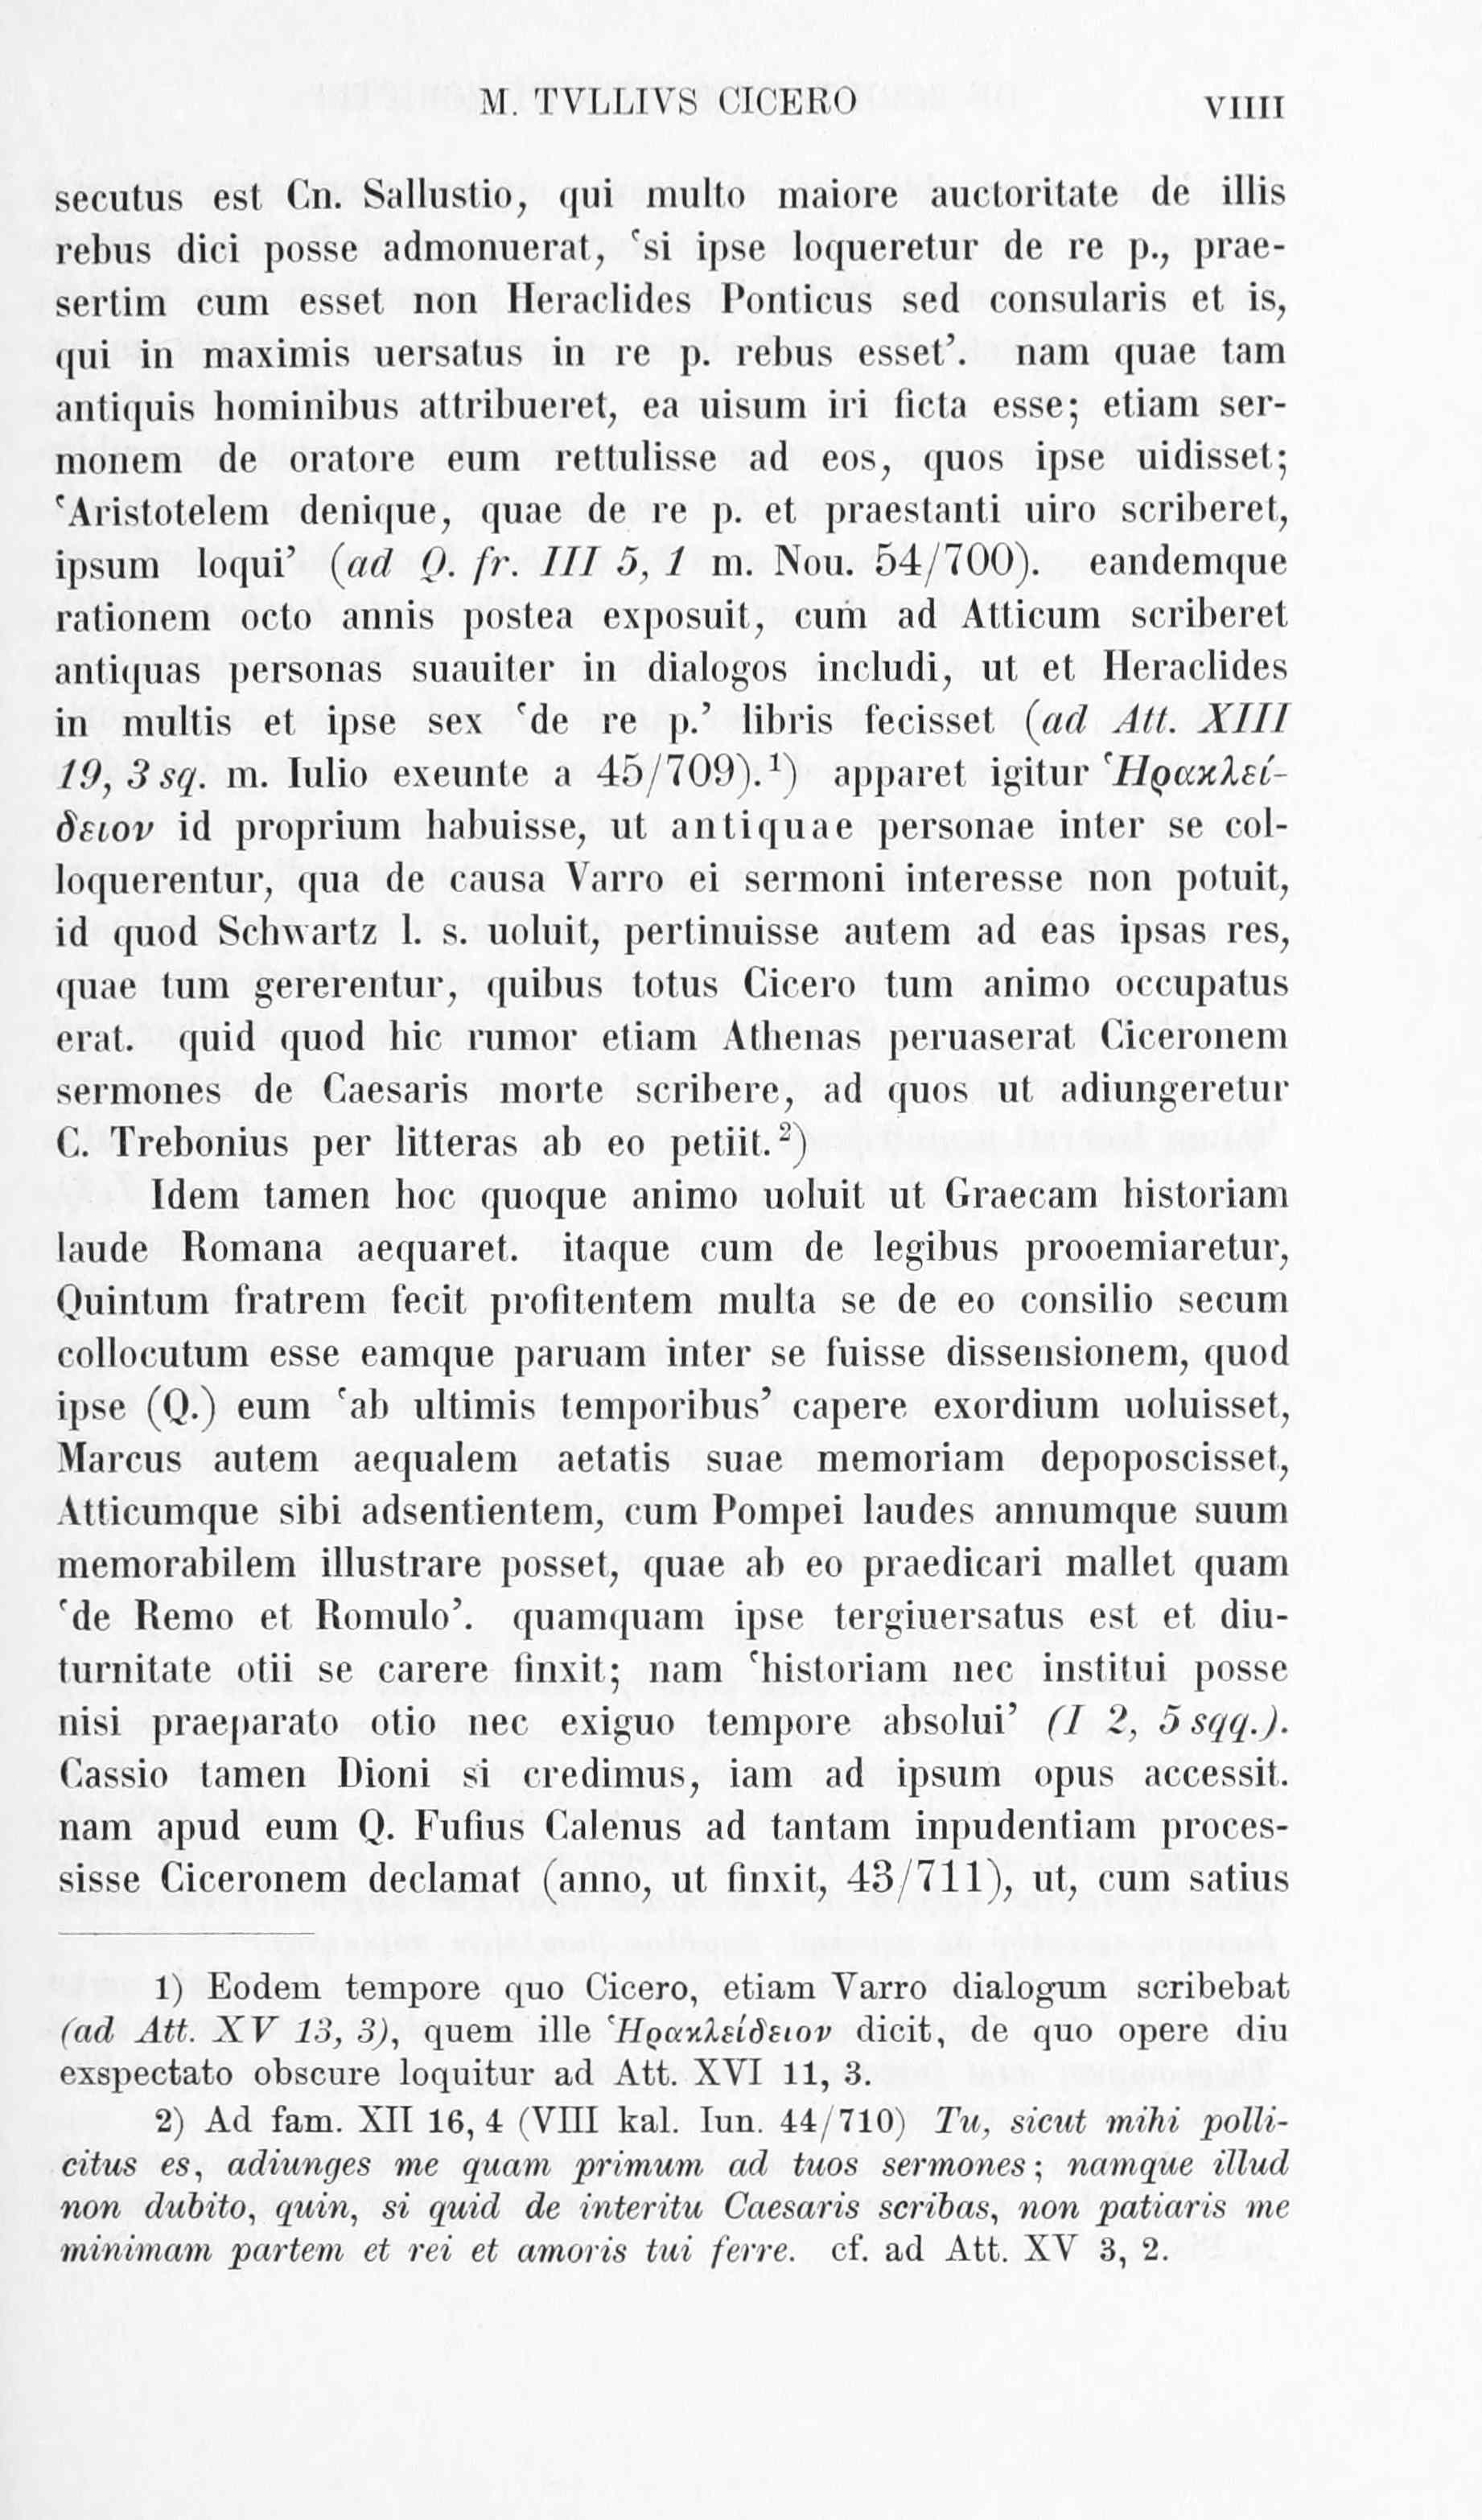 M. TVLLIVS CICERO VIIII
secutus est Cn. Sallustio, qui multo maiore auctoritate de illis
rebus dici posse admonuerat, ‛si ipse loqueretur de re p., prae-
sertim cum esset non Heraclides Ponticus sed consularis et is,
qui in maximis uersatus in re p. rebus esset’. nam quae tam
antiquis hominibus attribueret, ea uisum iri ficta esse; etiam ser-
monem de oratore eum rettulisse ad eos, quos ipse uidisset;
‛Aristotelem denique, quae de re p. et praestanti uiro scriberet,
ipsum loqui’ (ad Q. fr. III 5, 1 m. Nou. 54/700). eandemque
rationem octo annis postea exposuit, cum ad Atticum scriberet
antiquas personas suauiter in dialogos includi, ut et Heraclides
in multis et ipse sex ‛de re p.’ libris fecisset (ad Att. XIII
19, 3 sq. m. Iulio exeunte a 45/709).¹) apparet igitur Ἡρακλεί-
δειον id proprium habuisse, ut antiquae personae inter se col-
loquerentur, qua de causa Varro ei sermoni interesse non potuit,
id quod Schwartz l. s. uoluit, pertinuisse autem ad eas ipsas res,
quae tum gererentur, quibus totus Cicero tum animo occupatus
erat. quid quod hic rumor etiam Athenas peruaserat Ciceronem
sermones de Caesaris morte scribere, ad quos ut adiungeretur
C. Trebonius per litteras ab eo petiit.²)
Idem tamen hoc quoque animo uoluit ut Graecam historiam
laude Romana aequaret. itaque cum de legibus prooemiaretur,
Quintum fratrem fecit profitentem multa se de eo consilio secum
collocutum esse eamque paruam inter se fuisse dissensionem, quod
ipse (Q.) eum ‛ab ultimis temporibus’ capere exordium uoluisset,
Marcus autem aequalem aetatis suae memoriam depoposcisset,
Atticumque sibi adsentientem, cum Pompei laudes annumque suum
memorabilem illustrare posset, quae ab eo praedicari mallet quam
‛de Remo et Romulo’. quamquam ipse tergiuersatus est et diu-
turnitate otii se carere finxit; nam ‛historiam nec institui posse
nisi praeparato otio nec exiguo tempore absolui’ (I 2, 5 sqq.).
Cassio tamen Dioni si credimus, iam ad ipsum opus accessit.
nam apud eum Q. Fufius Calenus ad tantam inpudentiam proces-
sisse Ciceronem declamat (anno, ut finxit, 43/711), ut, cum satius
1) Eodem tempore quo Cicero, etiam Varro dialogum scribebat
(ad Att. XV 13, 3), quem ille Ἡρακλείδειον dicit, de quo opere diu
exspectato obscure loquitur ad Att. XVI 11, 3.
2) Ad fam. XII 16, 4 (VIII kal. Iun. 44/710) Tu, sicut mihi polli-
citus es, adiunges me quam primum ad tuos sermones; namque illud
non dubito, quin, si quid de interitu Caesaris scribas, non patiaris me
minimam partem et rei et amoris tui ferre. cf. ad Att. XV 3, 2.